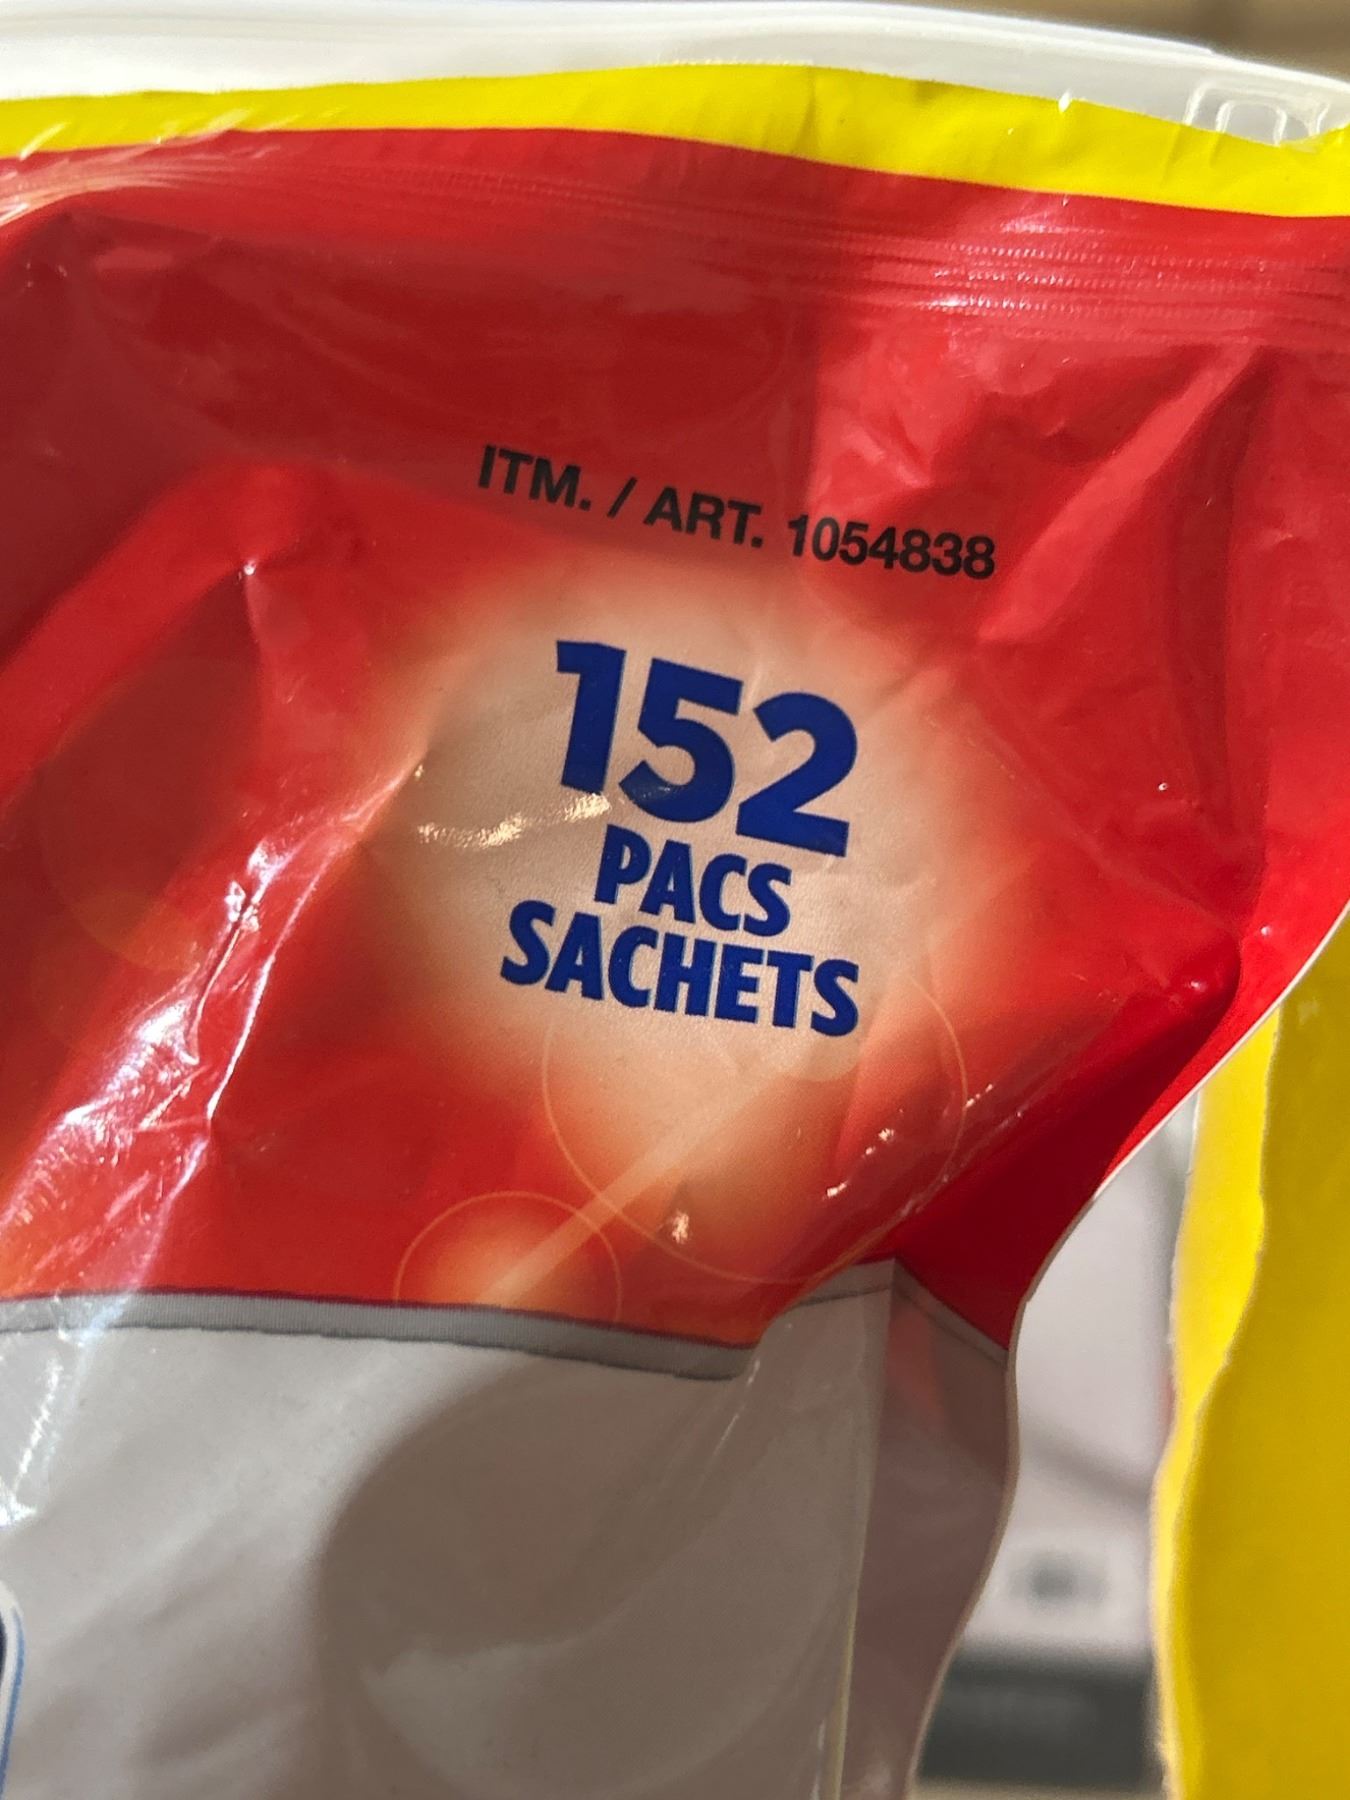 ITM. / ART. 1054838
152
PACS
SACHETS